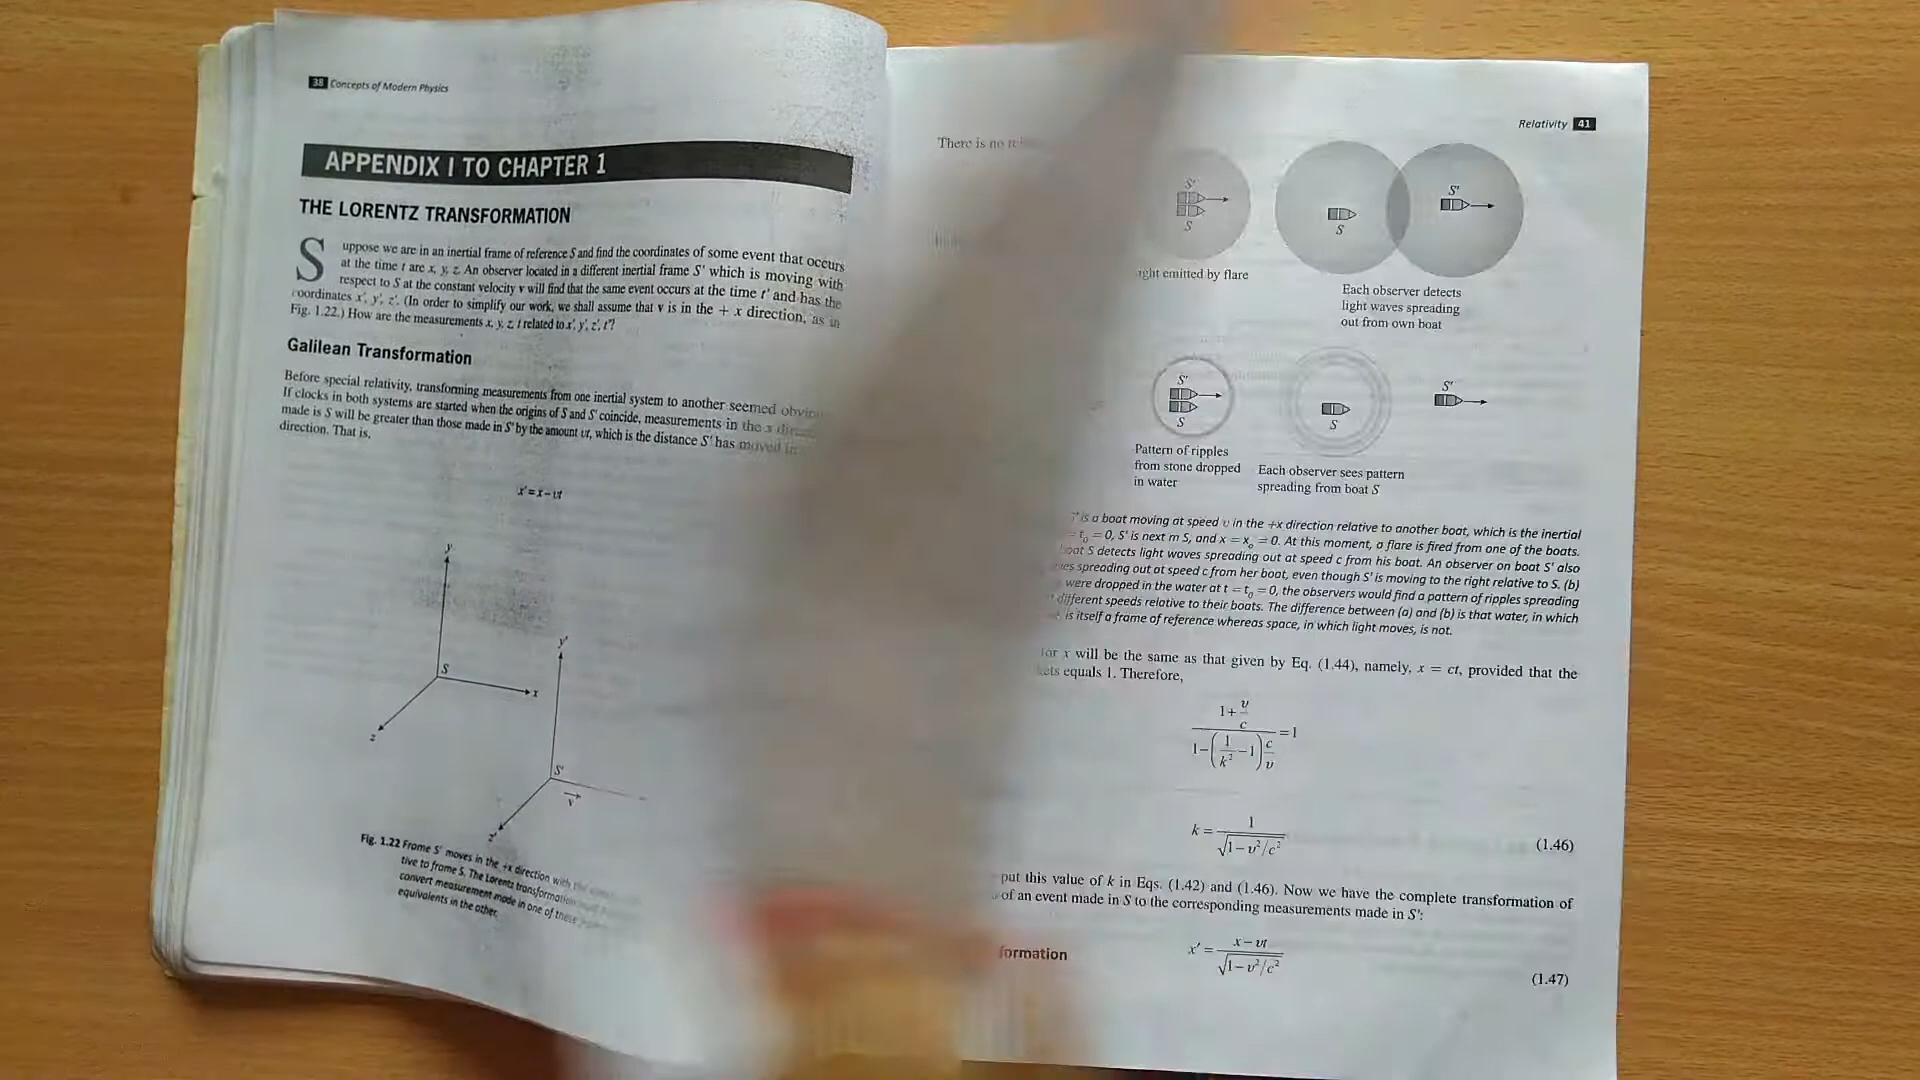 38 Concepts of Modern Physics
APPENDIX I TO CHAPTER 1
THE LORENTZ TRANSFORMATION
Suppose we are in an inertial frame of reference S and find the coordinates of some event that occurs
at the time t are x, y, z. An observer located in a different inertial frame S' which is moving with
respect to S at the constant velocity v will find that the same event occurs at the time t' and has the
coordinates x', y', z'. (In order to simplify our work, we shall assume that v is in the + x direction, as in
Fig. 1.22.) How are the measurements x, y, z, t related to x', y', z', t'?
Galilean Transformation
Before special relativity, transforming measurements from one inertial system to another seemed
If clocks in both systems are started when the origins of S and S' coincide, measurements in the x
made is S will be greater than those made in S' by the amount vt, which is the distance S' has moved in
direction. That is,
x' = x – vt
y
S
x
z
y'
S'
v
z'
Fig. 1.22 Frame S' moves in the +x direction with the
tive to frame S. The Lorentz transformation
convert measurement made in one of these
equivalents in the other.
Relativity 41
There is no
S'
S
S
S'
light emitted by flare
Each observer detects
light waves spreading
out from own boat
S'
S
S
S'
Pattern of ripples
from stone dropped
in water
Each observer sees pattern
spreading from boat S
is a boat moving at speed υ in the +x direction relative to another boat, which is the inertial
= t₀ = 0, S' is next m S, and x = x₀ = 0. At this moment, a flare is fired from one of the boats.
boat S detects light waves spreading out at speed c from his boat. An observer on boat S' also
spreading out at speed c from her boat, even though S' is moving to the right relative to S. (b)
were dropped in the water at t = t₀ = 0, the observers would find a pattern of ripples spreading
different speeds relative to their boats. The difference between (a) and (b) is that water, in which
is itself a frame of reference whereas space, in which light moves, is not.
for x will be the same as that given by Eq. (1.44), namely, x = ct, provided that the
equals 1. Therefore,
(1+υ/c)/(1–(1/k²–1)c/υ) = 1
k = 1/√(1–υ²/c²) (1.46)
put this value of k in Eqs. (1.42) and (1.46). Now we have the complete transformation of
of an event made in S to the corresponding measurements made in S':
formation x' = (x – υt)/√(1–υ²/c²) (1.47)